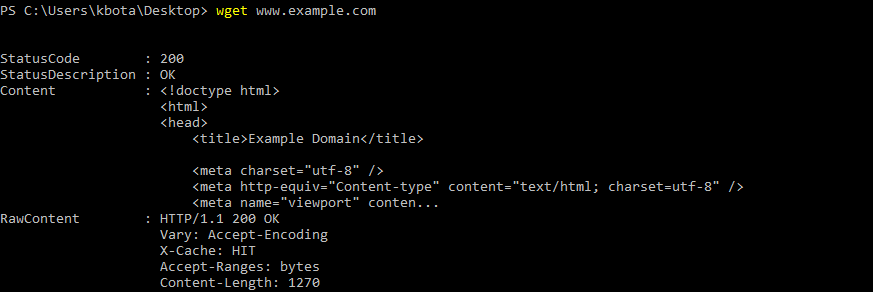 PS C:\Users\kbota\Desktop> wget www.example.com
StatusCode        : 200
StatusDescription : OK
Content           : <!doctype html>
                    <html>
                    <head>
                        <title>Example Domain</title>
                        <meta charset="utf-8" />
                        <meta http-equiv="Content-type" content="text/html; charset=utf-8" />
                        <meta name="viewport" conten...
RawContent        : HTTP/1.1 200 OK
                    Vary: Accept-Encoding
                    X-Cache: HIT
                    Accept-Ranges: bytes
                    Content-Length: 1270